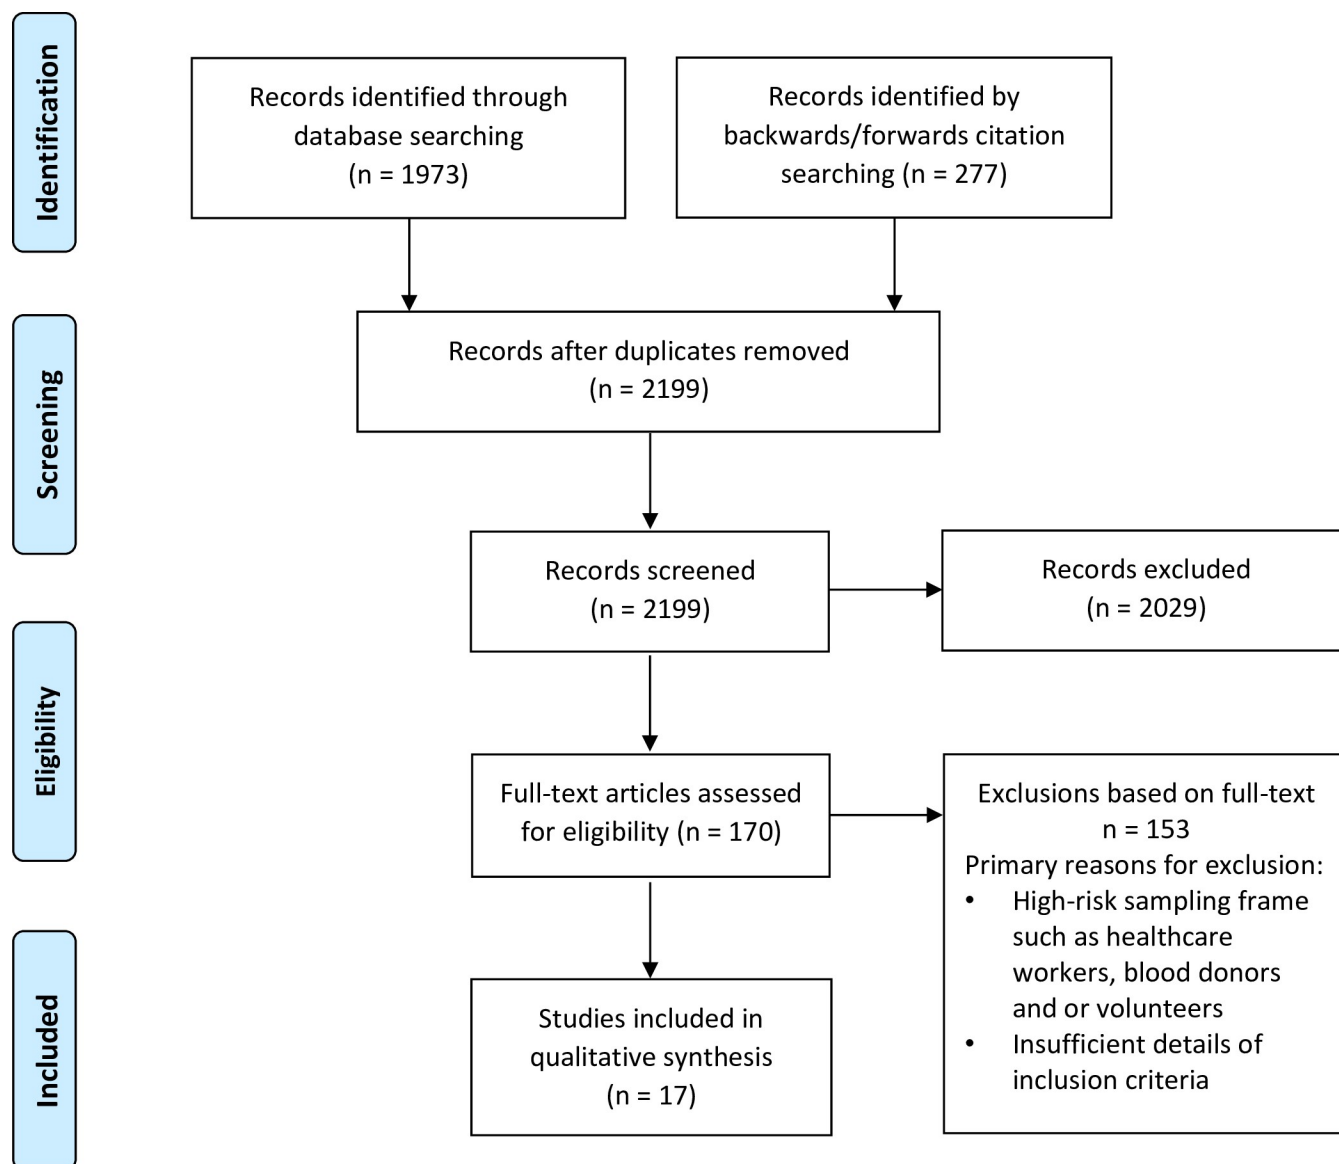 Identification
Records identified through
database searching
(n = 1973)
Records identified by
backwards/forwards citation
searching (n = 277)
Screening
Records after duplicates removed
(n = 2199)
Records screened
(n = 2199)
Records excluded
(n = 2029)
Eligibility
Full-text articles assessed
for eligibility (n = 170)
Exclusions based on full-text
n = 153
Primary reasons for exclusion:
• High-risk sampling frame
such as healthcare
workers, blood donors
and or volunteers
• Insufficient details of
inclusion criteria
Included
Studies included in
qualitative synthesis
(n = 17)